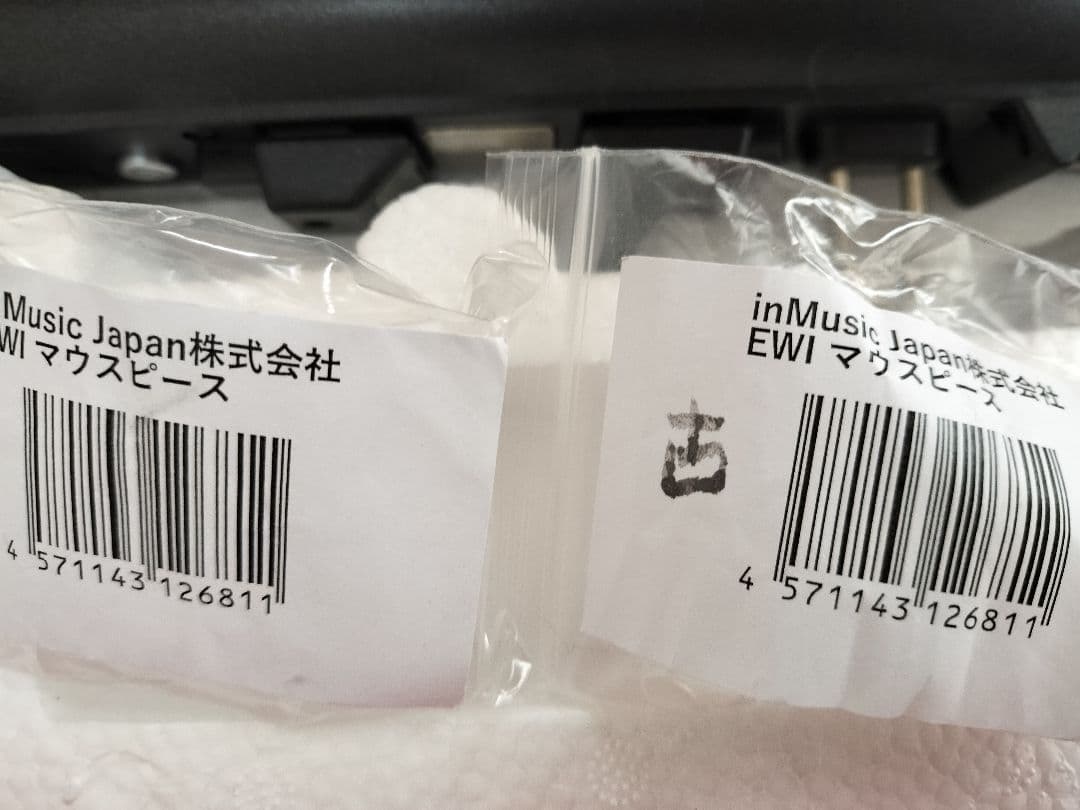 Music Japan株式会社
WI マウスピース
4 571143 126811
inMusic Japan株式会社
EWI マウスピース
古
4 571143 126811